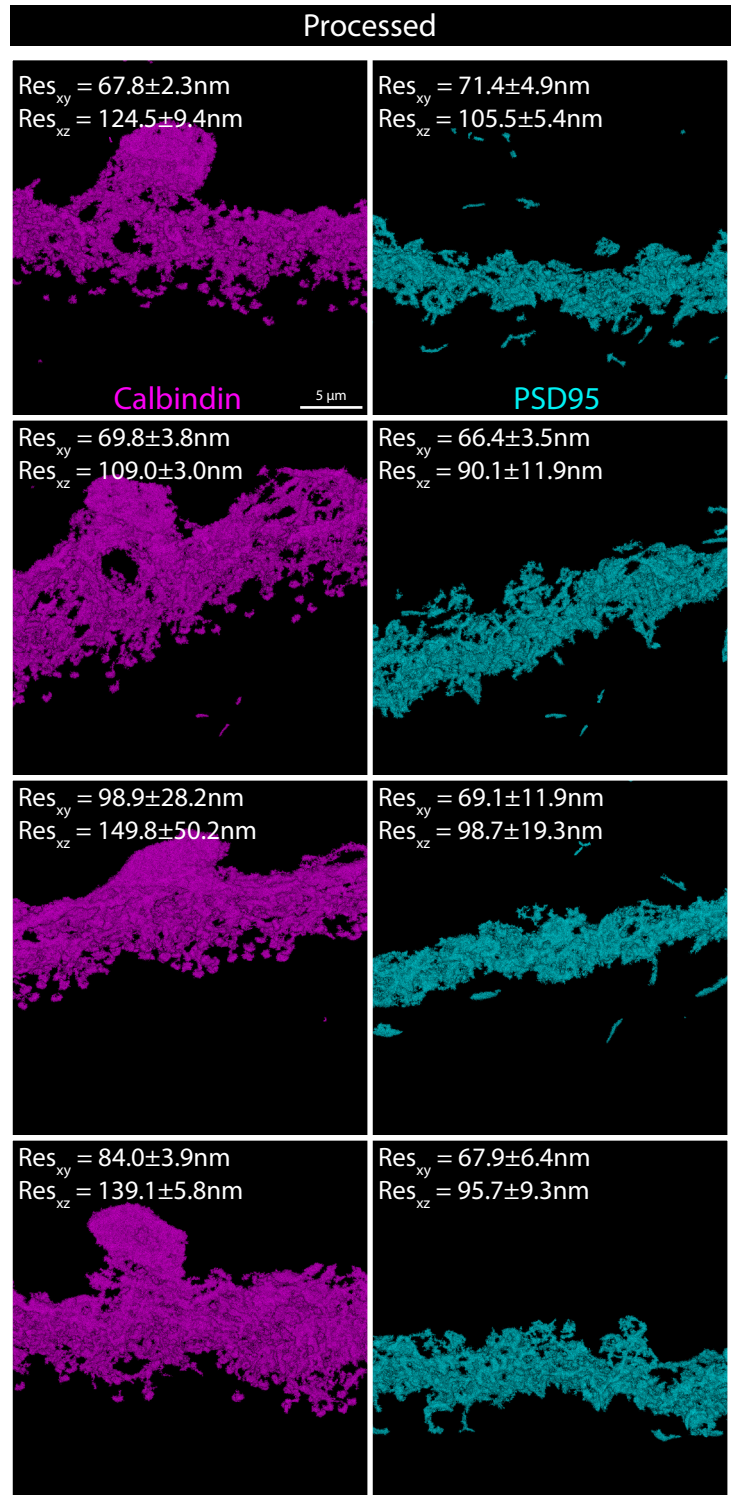 Processed
Res_xy = 67.8±2.3nm
Res_xz = 124.5±9.4nm
Calbindin
5 µm
Res_xy = 71.4±4.9nm
Res_xz = 105.5±5.4nm
PSD95
Res_xy = 69.8±3.8nm
Res_xz = 109.0±3.0nm
Res_xy = 66.4±3.5nm
Res_xz = 90.1±11.9nm
Res_xy = 98.9±28.2nm
Res_xz = 149.8±50.2nm
Res_xy = 69.1±11.9nm
Res_xz = 98.7±19.3nm
Res_xy = 84.0±3.9nm
Res_xz = 139.1±5.8nm
Res_xy = 67.9±6.4nm
Res_xz = 95.7±9.3nm